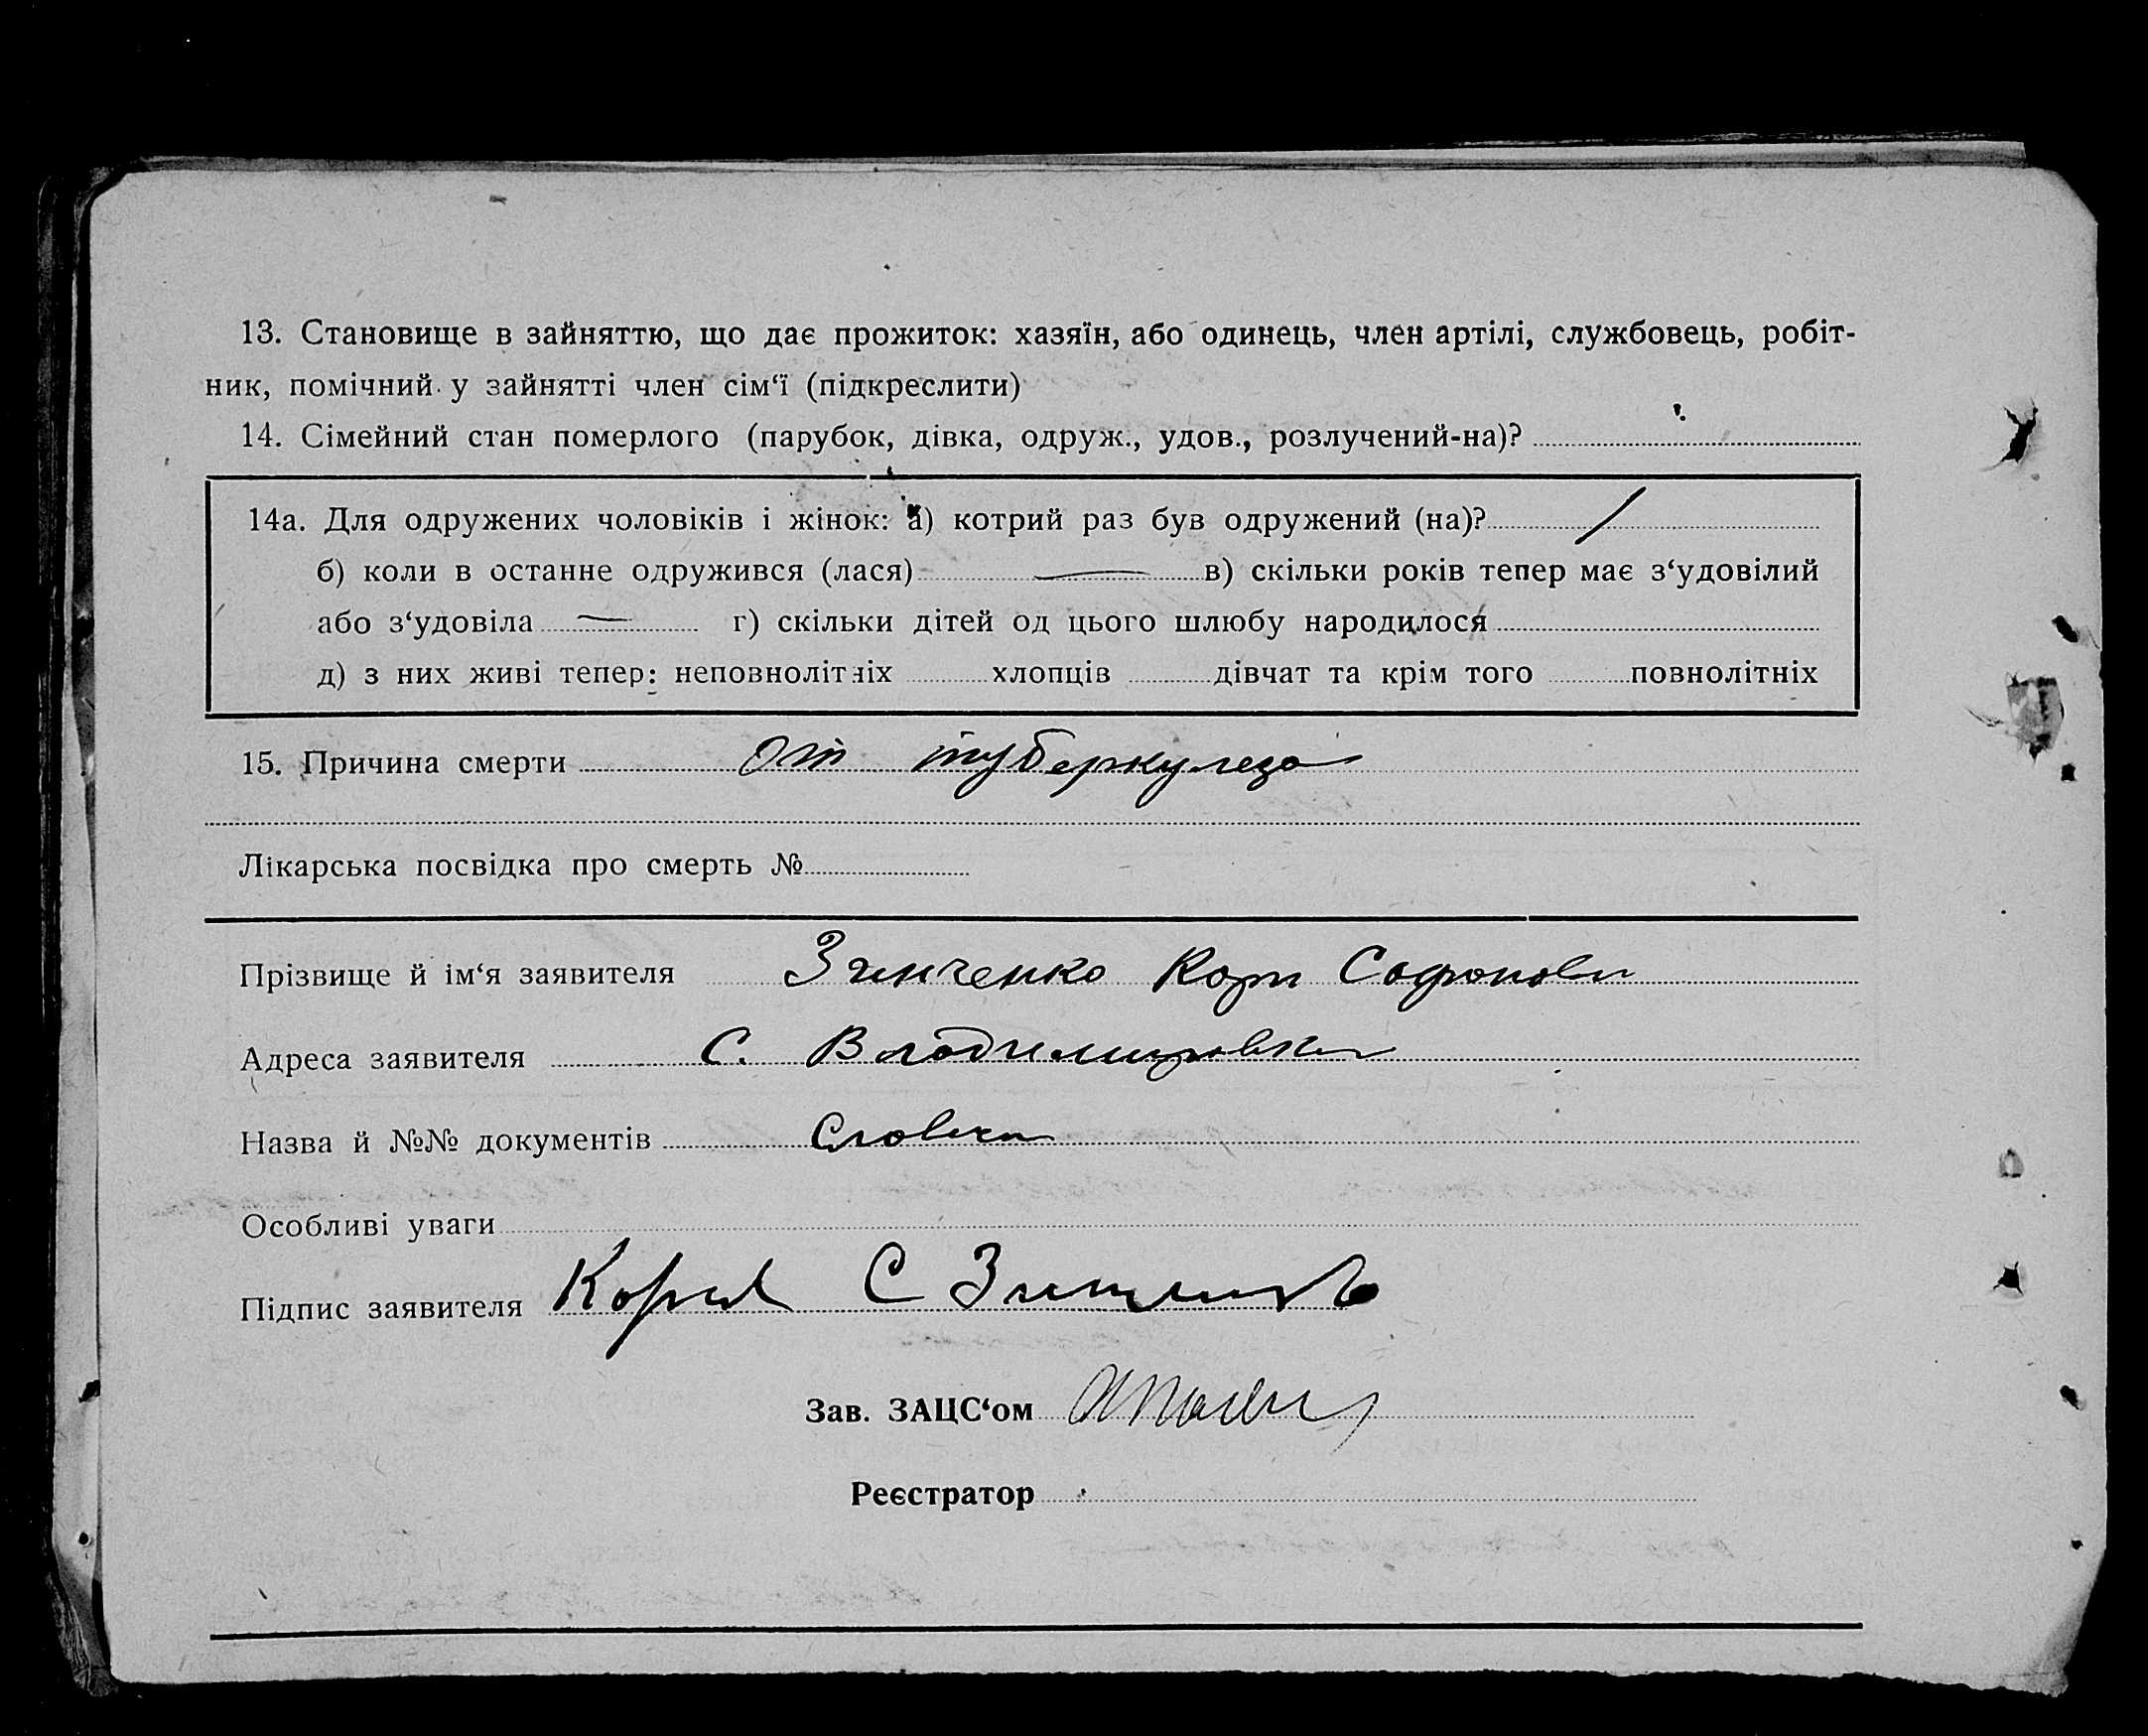 13. Становище в зайняттю, що дає прожиток: хазяїн, або одинець, член артілі, службовець, робіт-
ник, помічний у зайнятті член сім‘ї (підкреслити)
14. Сімейний стан померлого (парубок, дівка, одруж., удов., розлучений-на)?
14а. Для одружених чоловіків і жінок: а) котрий раз був одружений (на)? /
б) коли в останне одружився (лася) — в) скільки років тепер має з‘удовілий
або з‘удовіла — г) скільки дітей од цього шлюбу народилося
д) з них живі тепер: неповнолітніх хлопців дівчат та крім того повнолітніх
15. Причина смерти от туберкулеза
Лікарська посвідка про смерть №
Прізвище й ім‘я заявителя Зинченко Корн Софонови
Адреса заявителя С. Владимировка
Назва й №№ документів
Особливі уваги
Підпис заявителя С
Зав. ЗАЦС‘ом
Реєстратор